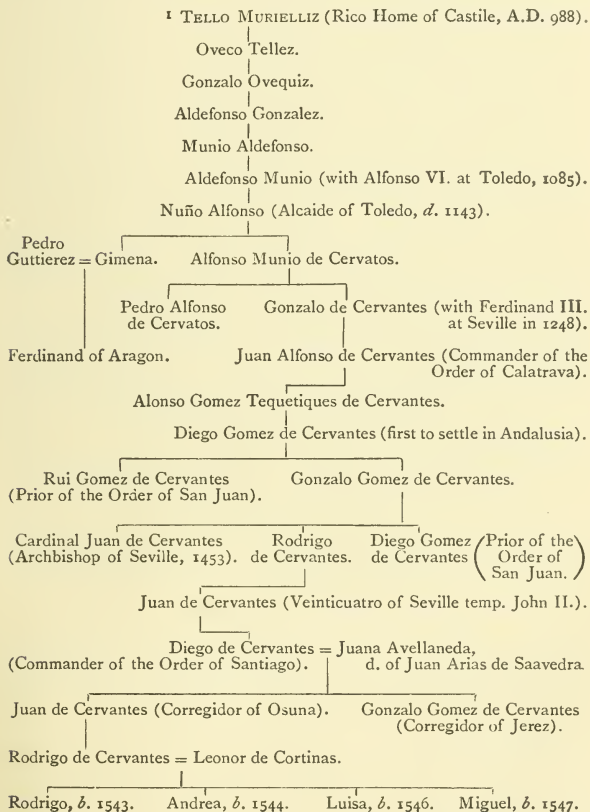 1 TELLO MURIELLIZ (Rico Home of Castile, A.D. 988).
Oveco Tellez.
Gonzalo Ovequiz.
Aldefonso Gonzalez.
Munio Aldefonso.
Aldefonso Munio (with Alfonso VI. at Toledo, 1085).
Nuño Alfonso (Alcaide of Toledo, d. 1143).
Pedro
Guttierez = Gimena. Alfonso Munio de Cervatos.
Pedro Alfonso Gonzalo de Cervantes (with Ferdinand III.
de Cervatos. at Seville in 1248).
Ferdinand of Aragon. Juan Alfonso de Cervantes (Commander of the
Order of Calatrava).
Alonso Gomez Tequetiques de Cervantes.
Diego Gomez de Cervantes (first to settle in Andalusia).
Rui Gomez de Cervantes Gonzalo Gomez de Cervantes.
(Prior of the Order of San Juan).
Cardinal Juan de Cervantes Rodrigo Diego Gomez (Prior of the
(Archbishop of Seville, 1453). de Cervantes. de Cervantes Order of
San Juan.)
Juan de Cervantes (Veinticuatro of Seville temp. John II.).
Diego de Cervantes = Juana Avellaneda,
(Commander of the Order of Santiago). d. of Juan Arias de Saavedra.
Juan de Cervantes (Corregidor of Osuna). Gonzalo Gomez de Cervantes
(Corregidor of Jerez).
Rodrigo de Cervantes = Leonor de Cortinas.
Rodrigo, b. 1543. Andrea, b. 1544. Luisa, b. 1546. Miguel, b. 1547.